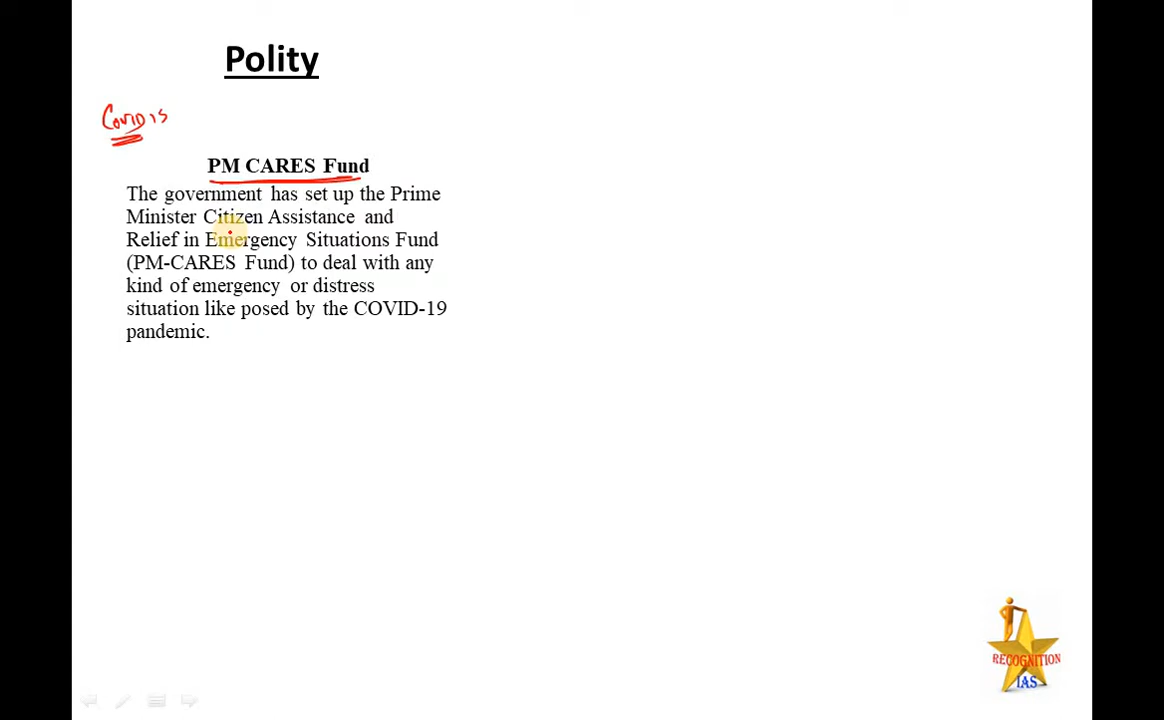 Polity
Covid 15
PM CARES Fund
The government has set up the Prime
Minister Citizen Assistance and
Relief in Emergency Situations Fund
(PM-CARES Fund) to deal with any
kind of emergency or distress
situation like posed by the COVID-19
pandemic.
RECOGNITION
IAS